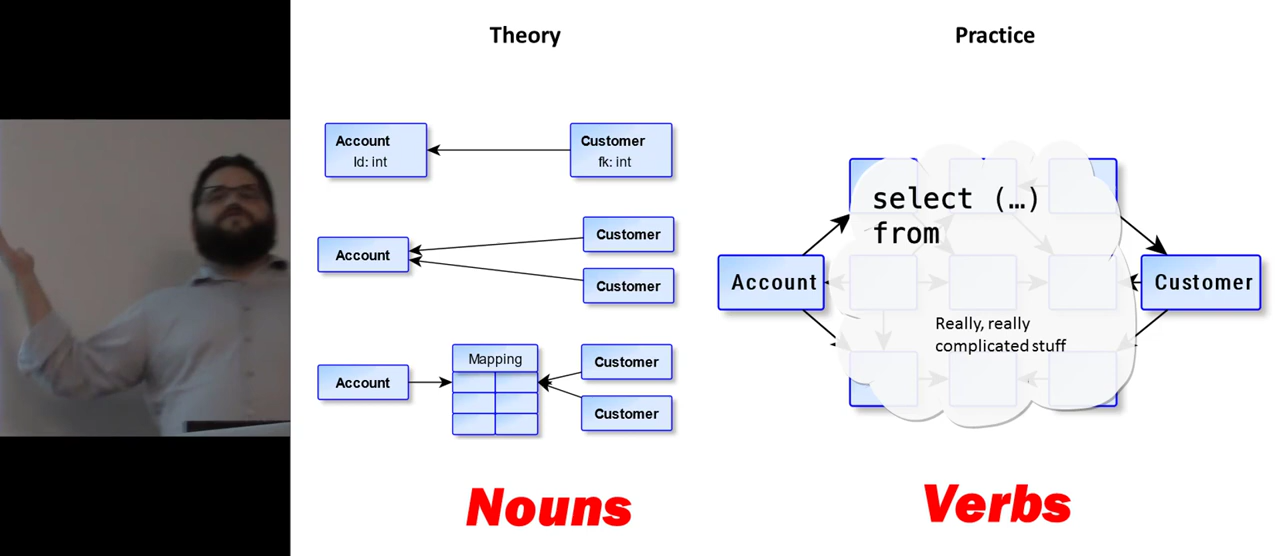 Theory
Account
Id: int
Customer
fk: int
Account
Customer
Customer
Account
Mapping
Customer
Customer
Nouns
Practice
select (…)
from
Account
Customer
Really, really
complicated stuff
Verbs